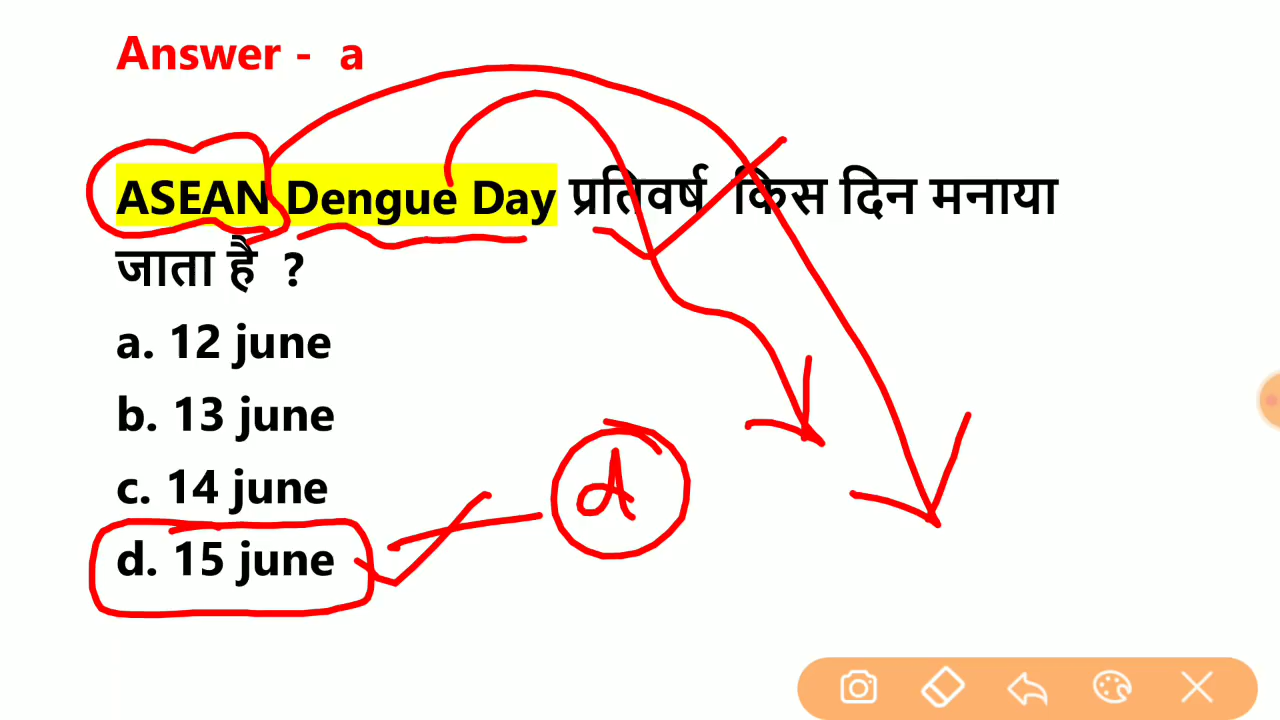 Answer - a
ASEAN Dengue Day प्रतिवर्ष किस दिन मनाया
जाता है ?
a. 12 june
b. 13 june
c. 14 june
d. 15 june
d